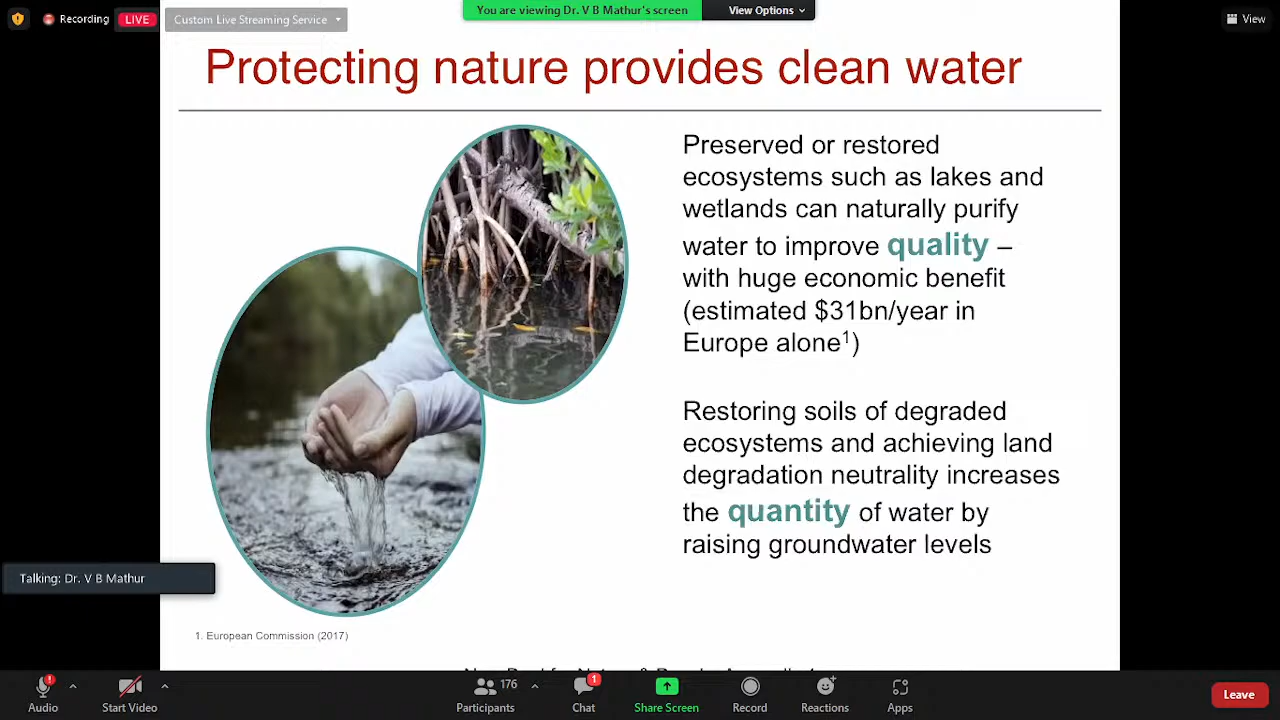 Recording
LIVE
Custom Live Streaming Service
You are viewing Dr. V B Mathur's screen
View Options
View
Protecting nature provides clean water
Preserved or restored
ecosystems such as lakes and
wetlands can naturally purify
water to improve quality –
with huge economic benefit
(estimated $31bn/year in
Europe alone¹)
Restoring soils of degraded
ecosystems and achieving land
degradation neutrality increases
the quantity of water by
raising groundwater levels
Talking: Dr. V B Mathur
1. European Commission (2017)
Audio
Start Video
176
Participants
1
Chat
Share Screen
Record
Reactions
Apps
Leave